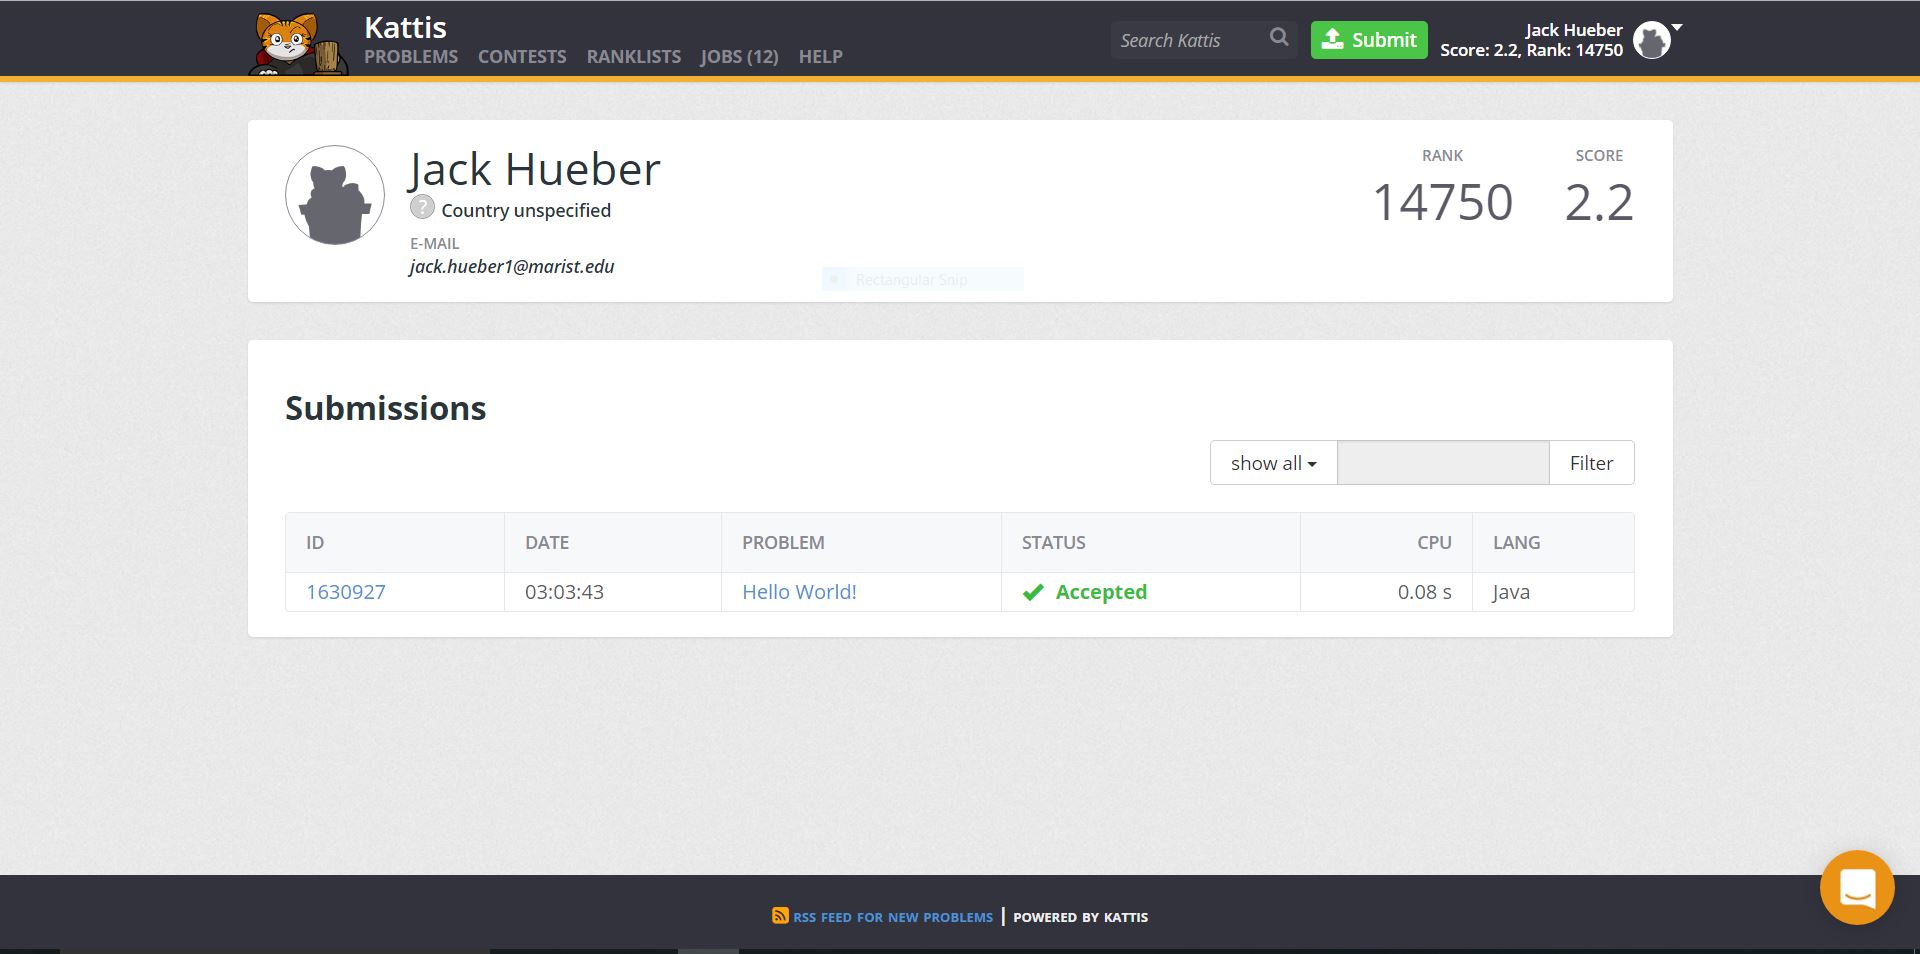 Kattis
PROBLEMS CONTESTS RANKLISTS JOBS (12) HELP
Search Kattis
Submit
Jack Hueber
Score: 2.2, Rank: 14750
Jack Hueber
? Country unspecified
E-MAIL
jack.hueber1@marist.edu
RANK SCORE
14750 2.2
Rectangular Snip
Submissions
show all Filter
ID DATE PROBLEM STATUS CPU LANG
1630927 03:03:43 Hello World! Accepted 0.08 s Java
RSS FEED FOR NEW PROBLEMS | POWERED BY KATTIS